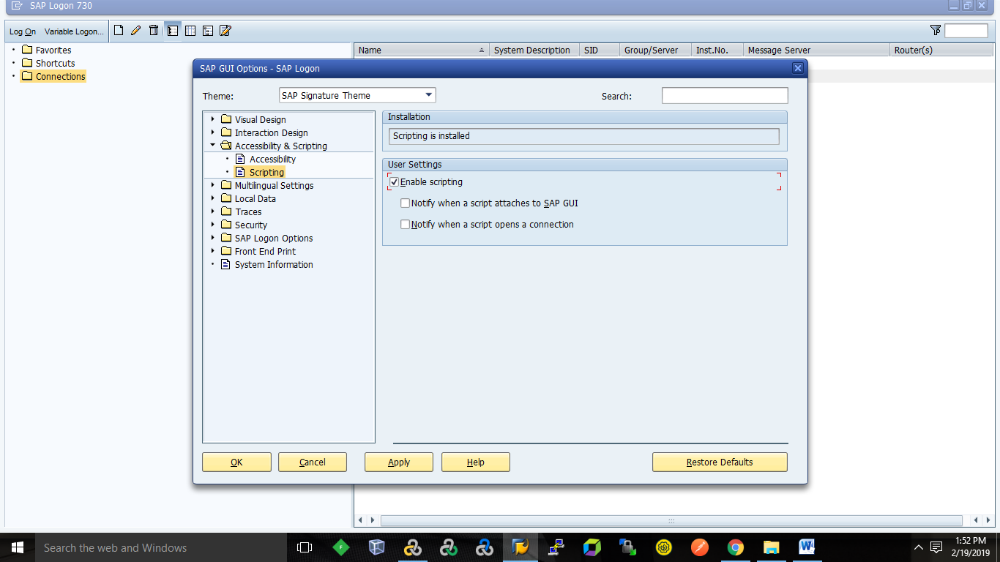 SAP Logon 730
Log On Variable Logon...
Favorites
Shortcuts
Connections
Name System Description SID Group/Server Inst.No. Message Server Router(s)
SAP GUI Options - SAP Logon
Theme: SAP Signature Theme Search:
Visual Design
Interaction Design
Accessibility & Scripting
Accessibility
Scripting
Multilingual Settings
Local Data
Traces
Security
SAP Logon Options
Front End Print
System Information
Installation
Scripting is installed
User Settings
Enable scripting
Notify when a script attaches to SAP GUI
Notify when a script opens a connection
OK Cancel Apply Help Restore Defaults
Search the web and Windows
1:52 PM
2/19/2019